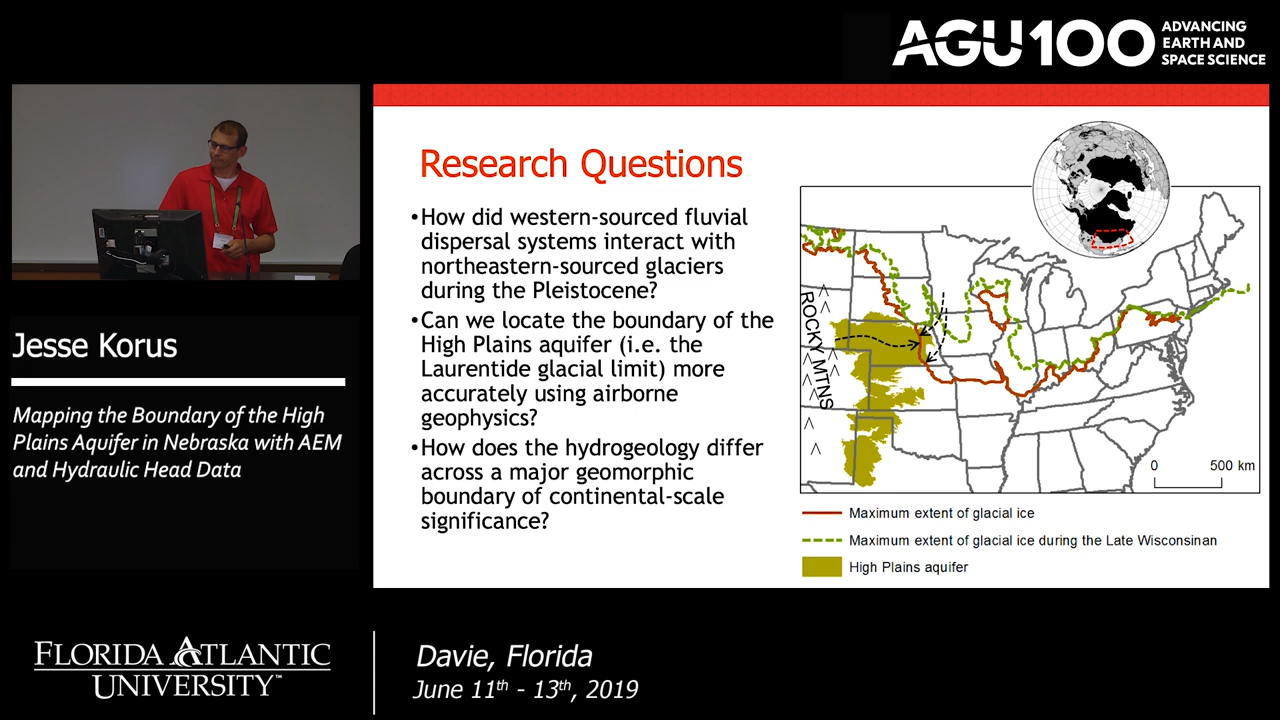 AGU100
ADVANCING
EARTH AND
SPACE SCIENCE
Research Questions
•How did western-sourced fluvial
dispersal systems interact with
northeastern-sourced glaciers
during the Pleistocene?
•Can we locate the boundary of the
High Plains aquifer (i.e. the
Laurentide glacial limit) more
accurately using airborne
geophysics?
•How does the hydrogeology differ
across a major geomorphic
boundary of continental-scale
significance?
ROCKY MTNS
0 500 km
Maximum extent of glacial ice
Maximum extent of glacial ice during the Late Wisconsinan
High Plains aquifer
Jesse Korus
Mapping the Boundary of the High
Plains Aquifer in Nebraska with AEM
and Hydraulic Head Data
FLORIDA ATLANTIC
UNIVERSITY™
Davie, Florida
June 11th - 13th, 2019